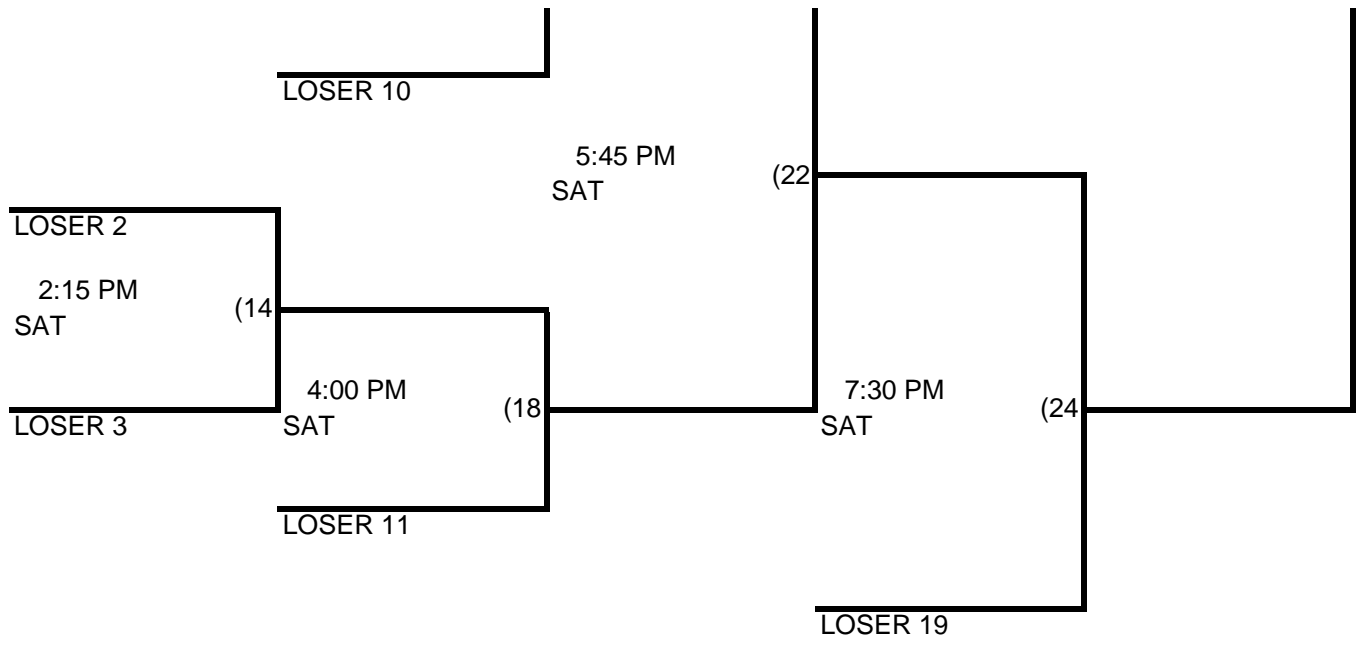 LOSER 10
5:45 PM
SAT
(22
LOSER 2
2:15 PM
SAT
(14
LOSER 3
4:00 PM
SAT
(18
7:30 PM
SAT
(24
LOSER 11
LOSER 19